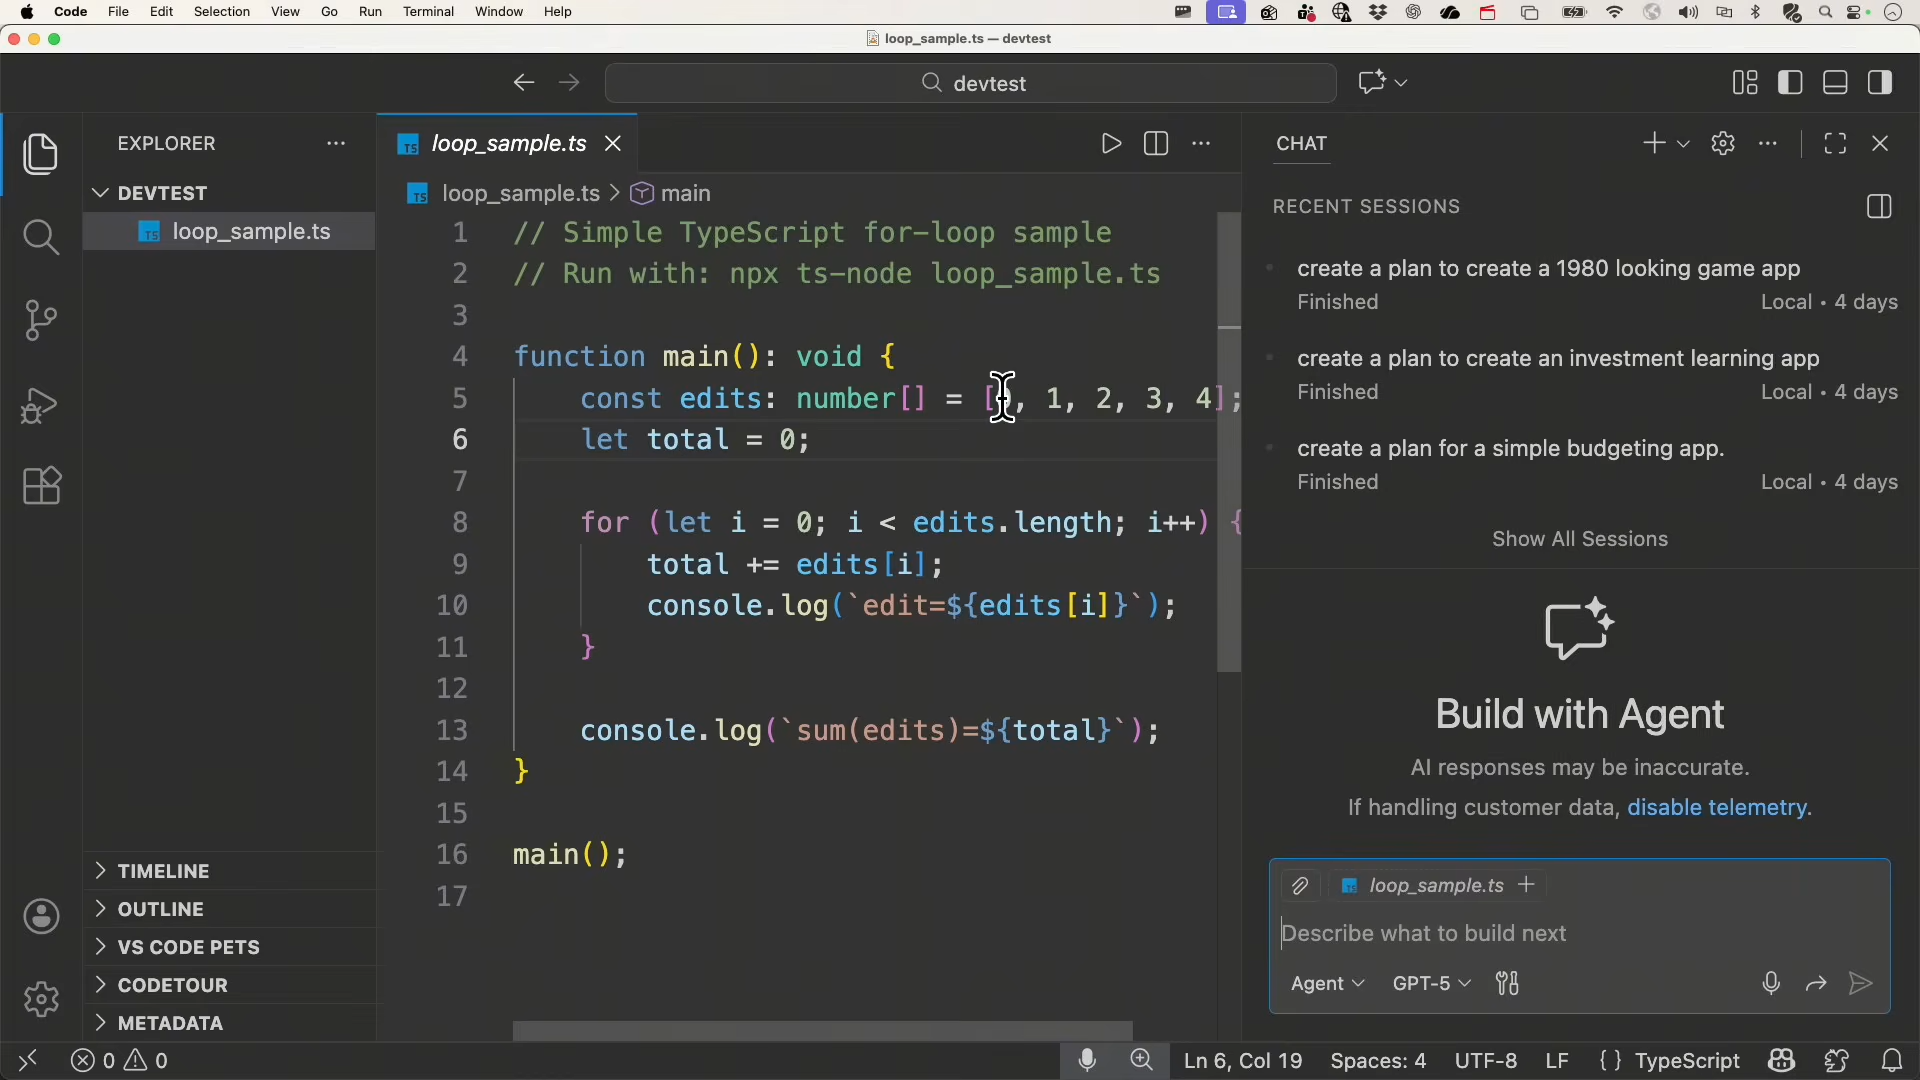 Code File Edit Selection View Go Run Terminal Window Help
loop_sample.ts — devtest
devtest
EXPLORER
DEVTEST
TS loop_sample.ts
TIMELINE
OUTLINE
VS CODE PETS
CODETOUR
METADATA
TS loop_sample.ts
TS loop_sample.ts > main
1 // Simple TypeScript for-loop sample
2 // Run with: npx ts-node loop_sample.ts
3
4 function main(): void {
5 const edits: number[] = [0, 1, 2, 3, 4];
6 let total = 0;
7
8 for (let i = 0; i < edits.length; i++) {
9 total += edits[i];
10 console.log(`edit=${edits[i]}`);
11 }
12
13 console.log(`sum(edits)=${total}`);
14 }
15
16 main();
17
CHAT
RECENT SESSIONS
create a plan to create a 1980 looking game app
Finished Local • 4 days
create a plan to create an investment learning app
Finished Local • 4 days
create a plan for a simple budgeting app.
Finished Local • 4 days
Show All Sessions
Build with Agent
AI responses may be inaccurate.
If handling customer data, disable telemetry.
TS loop_sample.ts +
Describe what to build next
Agent GPT-5
0 0 Ln 6, Col 19 Spaces: 4 UTF-8 LF { } TypeScript